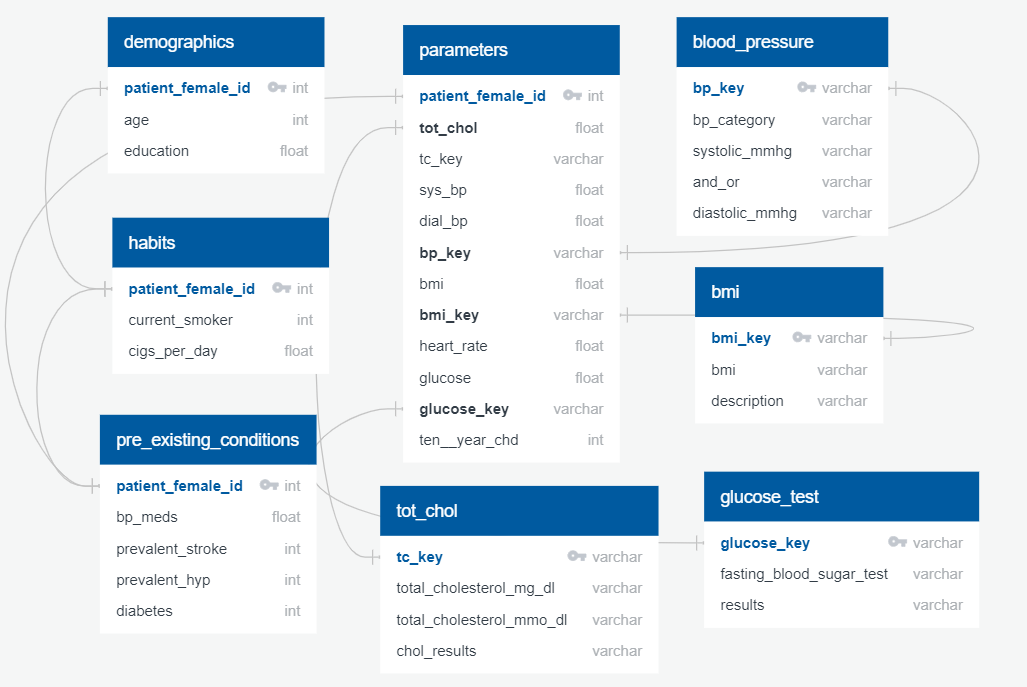 demographics
patient_female_id int
age int
education float
parameters
patient_female_id int
tot_chol float
tc_key varchar
sys_bp float
dial_bp float
bp_key varchar
bmi float
bmi_key varchar
heart_rate float
glucose float
glucose_key varchar
ten__year_chd int
blood_pressure
bp_key varchar
bp_category varchar
systolic_mmhg varchar
and_or varchar
diastolic_mmhg varchar
habits
patient_female_id int
current_smoker int
cigs_per_day float
bmi
bmi_key varchar
bmi varchar
description varchar
pre_existing_conditions
patient_female_id int
bp_meds float
prevalent_stroke int
prevalent_hyp int
diabetes int
tot_chol
tc_key varchar
total_cholesterol_mg_dl varchar
total_cholesterol_mmo_dl varchar
chol_results varchar
glucose_test
glucose_key varchar
fasting_blood_sugar_test varchar
results varchar